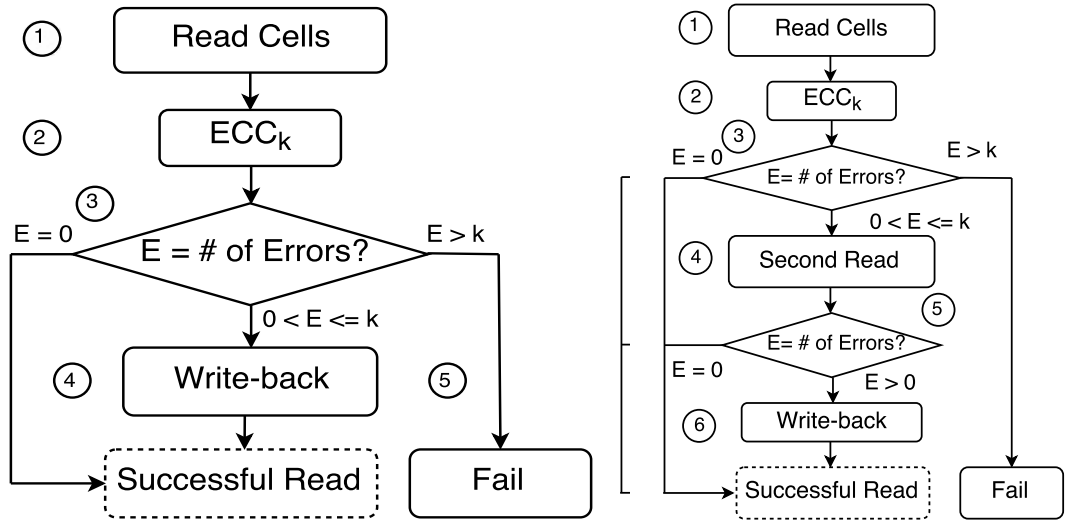 1
Read Cells
2
ECCk
3
E = 0
E = # of Errors?
E > k
0 < E <= k
4
Write-back
5
Successful Read
Fail
1
Read Cells
2
ECCk
3
E = 0
E= # of Errors?
E > k
0 < E <= k
4
Second Read
5
E= # of Errors?
E = 0
E > 0
6
Write-back
Successful Read
Fail